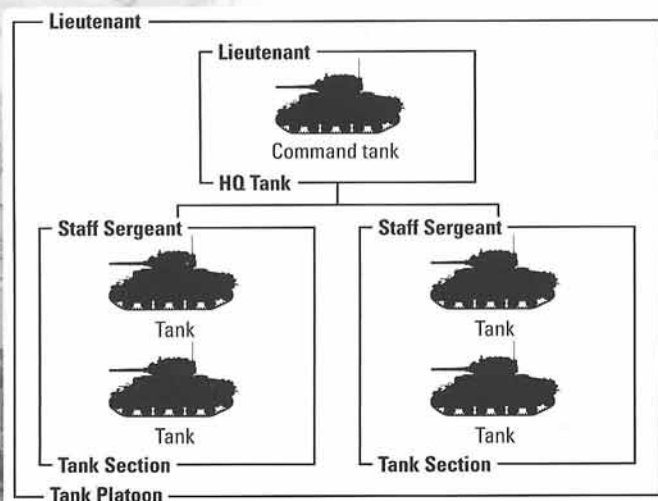 Lieutenant
Lieutenant
Command tank
HQ Tank
Staff Sergeant
Tank
Tank
Tank Section
Staff Sergeant
Tank
Tank
Tank Section
Tank Platoon